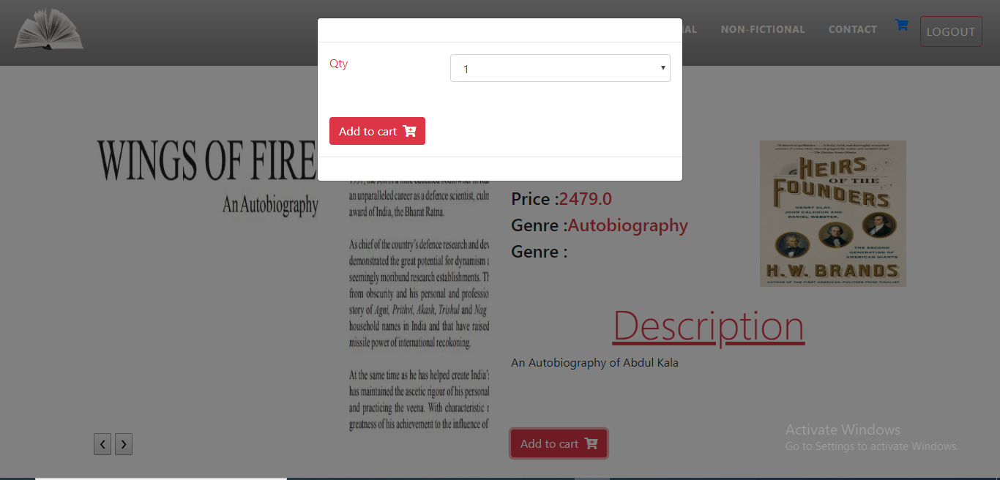 IAL
NON-FICTIONAL
CONTACT
LOGOUT
Qty
1
Add to cart
WINGS OF FIRE
An Autobiography
an unparalleled career as a defence scientist, culm
award of India, the Bharat Ratna.
As chief of the country's defence research and dev
demonstrated the great potential for dynamism a
seemingly moribund research establishments. Th
from obscurity and his personal and professio
story of Agni, Prithvi, Akash, Trishul and Nag
household names in India and that have raised
missile power of international recokoning.
At the same time as he has helped create India's
has maintained the ascetic rigour of his personal
and practicing the veena. With characteristic
greatness of his achievement to the influence of
Price :2479.0
Genre :Autobiography
Genre :
HEIRS
OF THE
FOUNDERS
HENRY CLAY,
JOHN CALHOUN AND
DANIEL WEBSTER,
THE SECOND
GENERATION OF
AMERICAN GIANTS
H.W. BRANDS
Description
An Autobiography of Abdul Kala
Add to cart
Activate Windows
Go to Settings to activate Windows.